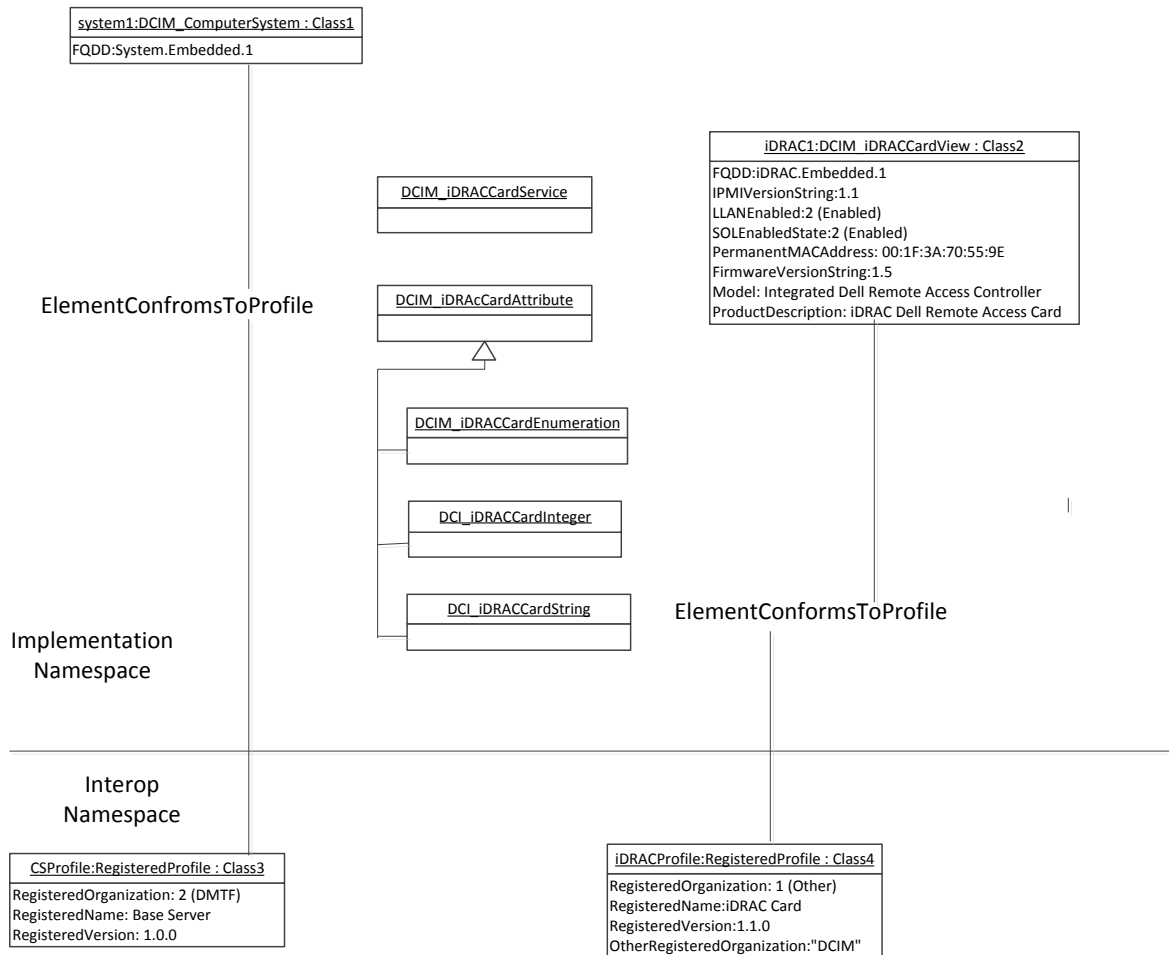 system1:DCIM_ComputerSystem : Class1
FQDD:System.Embedded.1
iDRAC1:DCIM_iDRACCardView : Class2
FQDD:iDRAC.Embedded.1
IPMIVersionString:1.1
LLANEnabled:2 (Enabled)
SOLEnabledState:2 (Enabled)
PermanentMACAddress: 00:1F:3A:70:55:9E
FirmwareVersionString:1.5
Model: Integrated Dell Remote Access Controller
ProductDescription: iDRAC Dell Remote Access Card
DCIM_iDRACCardService
ElementConfromsToProfile
DCIM_iDRAcCardAttribute
DCIM_iDRACCardEnumeration
DCI_iDRACCardInteger
DCI_iDRACCardString
ElementConformsToProfile
Implementation
Namespace
Interop
Namespace
CSProfile:RegisteredProfile : Class3
RegisteredOrganization: 2 (DMTF)
RegisteredName: Base Server
RegisteredVersion: 1.0.0
iDRACProfile:RegisteredProfile : Class4
RegisteredOrganization: 1 (Other)
RegisteredName:iDRAC Card
RegisteredVersion:1.1.0
OtherRegisteredOrganization:"DCIM"